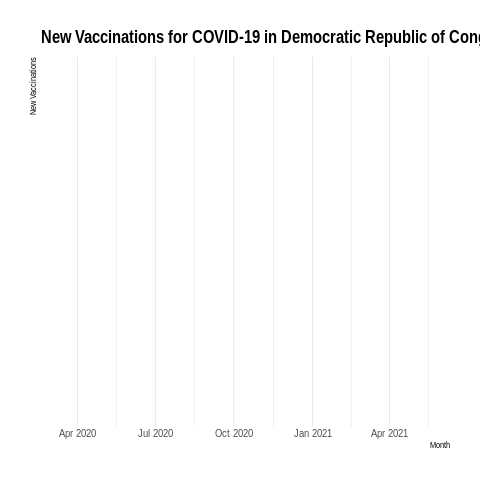 New Vaccinations for COVID-19 in Democratic Republic of Cong
New Vaccinations
Apr 2020 Jul 2020 Oct 2020 Jan 2021 Apr 2021
Month